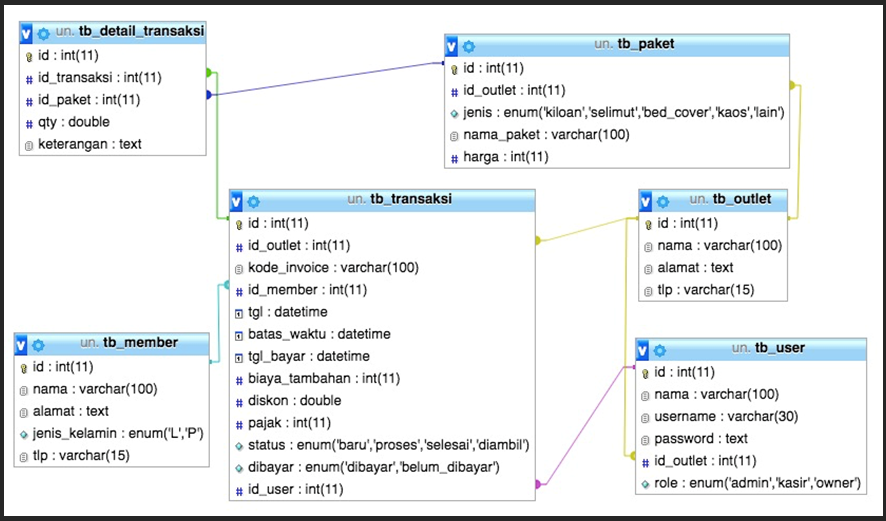 un. tb_detail_transaksi
id : int(11)
id_transaksi : int(11)
id_paket : int(11)
qty : double
keterangan : text
un. tb_paket
id : int(11)
id_outlet : int(11)
jenis : enum('kiloan','selimut','bed_cover','kaos','lain')
nama_paket : varchar(100)
harga : int(11)
un. tb_transaksi
id : int(11)
id_outlet : int(11)
kode_invoice : varchar(100)
id_member : int(11)
tgl : datetime
batas_waktu : datetime
tgl_bayar : datetime
biaya_tambahan : int(11)
diskon : double
pajak : int(11)
status : enum('baru','proses','selesai','diambil')
dibayar : enum('dibayar','belum_dibayar')
id_user : int(11)
un. tb_outlet
id : int(11)
nama : varchar(100)
alamat : text
tlp : varchar(15)
un. tb_member
id : int(11)
nama : varchar(100)
alamat : text
jenis_kelamin : enum('L','P')
tlp : varchar(15)
un. tb_user
id : int(11)
nama : varchar(100)
username : varchar(30)
password : text
id_outlet : int(11)
role : enum('admin','kasir','owner')